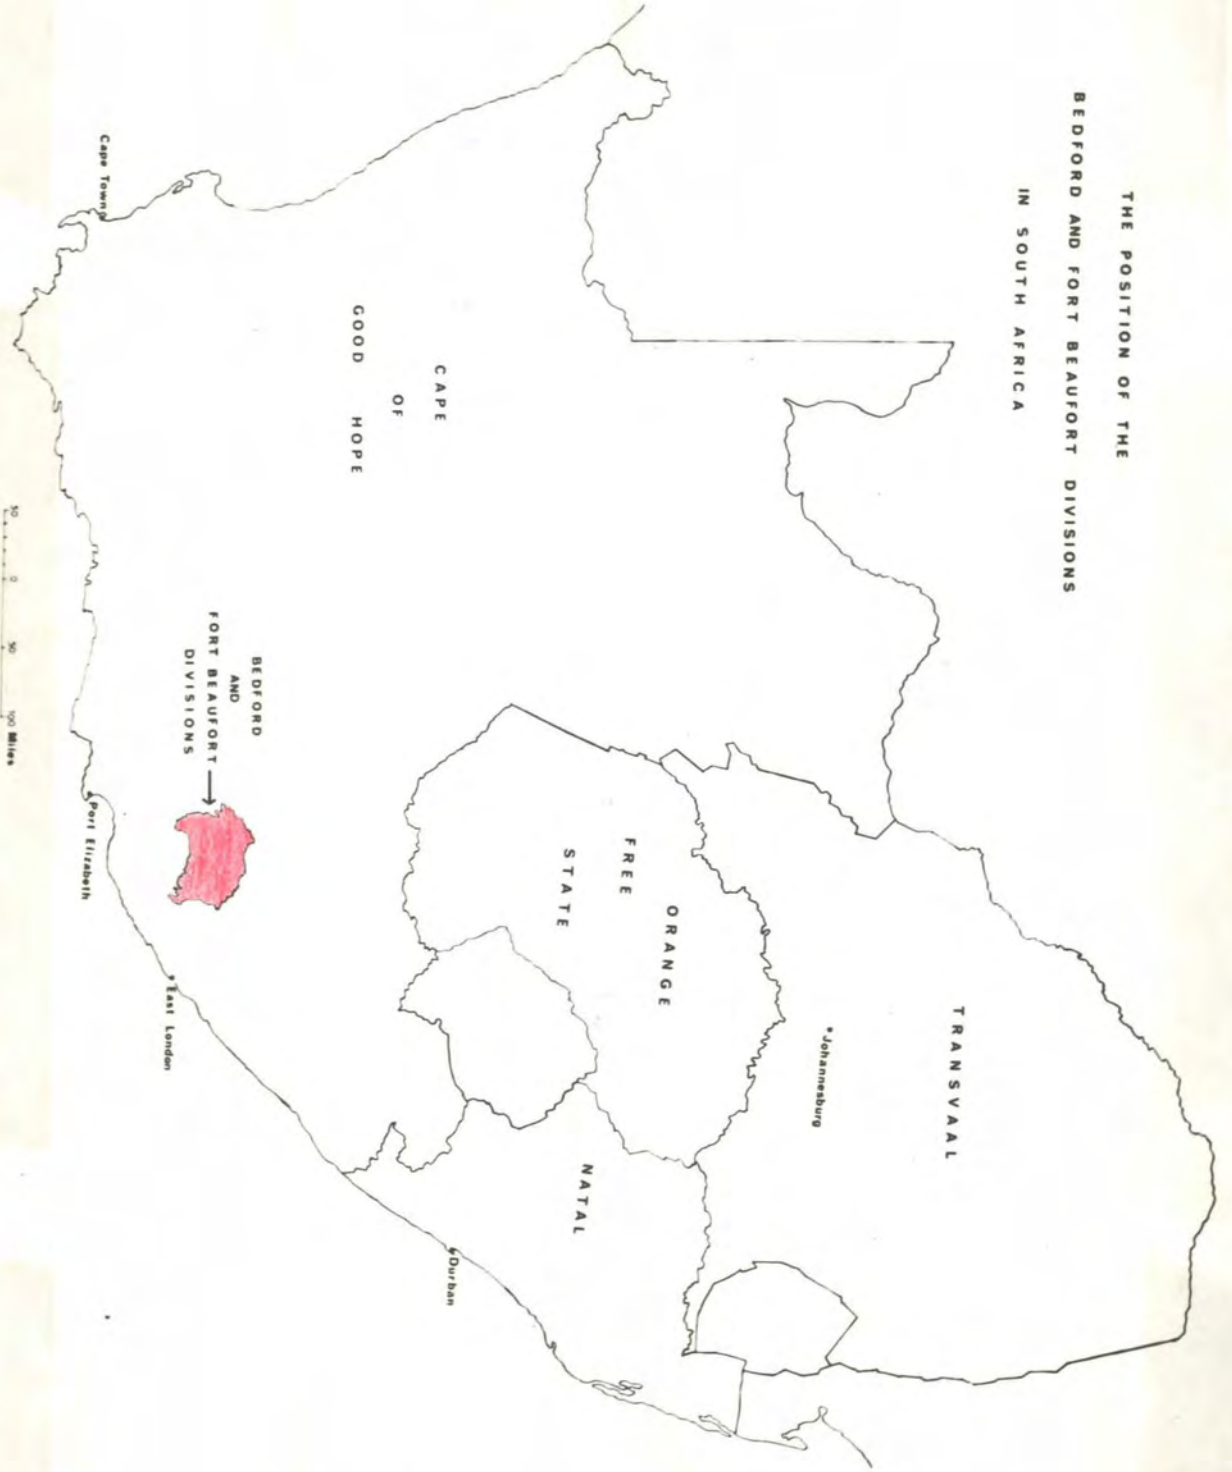 THE POSITION OF THE
BEDFORD AND FORT BEAUFORT DIVISIONS
IN SOUTH AFRICA
TRANSVAAL
Johannesburg
ORANGE
FREE
STATE
NATAL
CAPE
OF
GOOD HOPE
Durban
BEDFORD
AND
FORT BEAUFORT
DIVISIONS
East London
Cape Town
Port Elizabeth
50 0 50 100 Miles